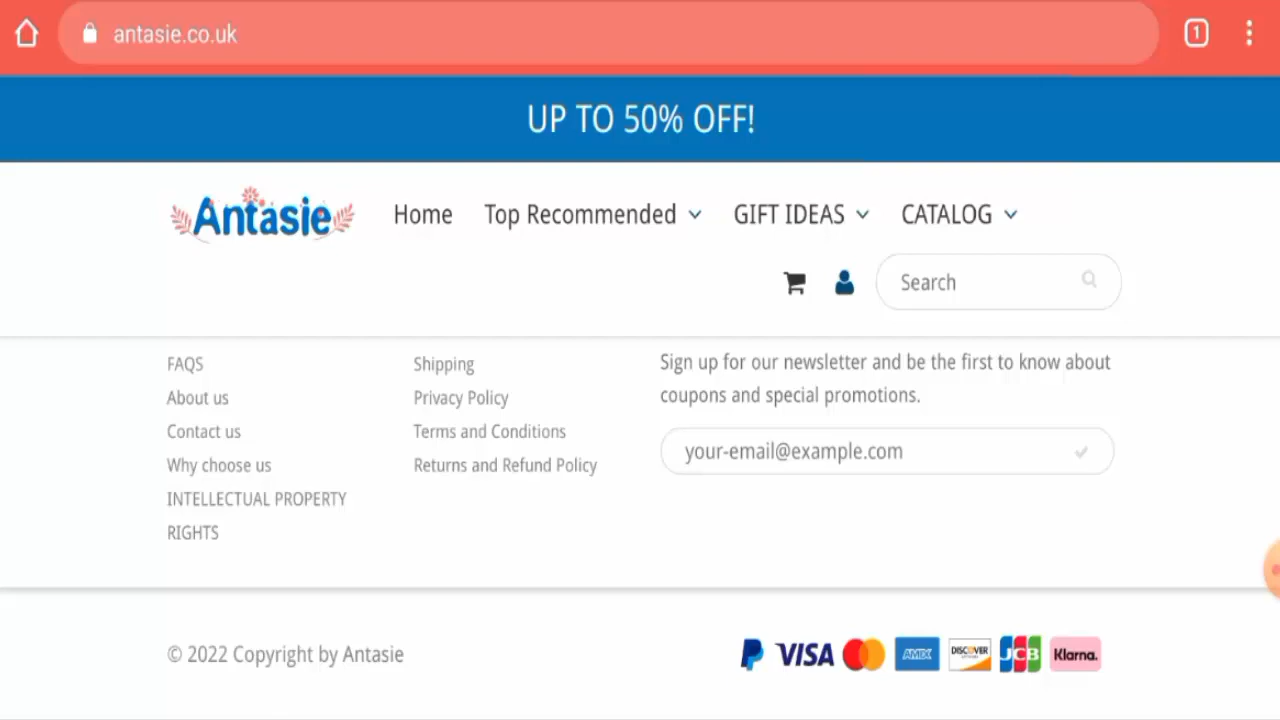 1
antasie.co.uk
UP TO 50% OFF!
Antasie
Home
Top Recommended
GIFT IDEAS
CATALOG
Search
FAQS
About us
Contact us
Why choose us
INTELLECTUAL PROPERTY
RIGHTS
Shipping
Privacy Policy
Terms and Conditions
Returns and Refund Policy
Sign up for our newsletter and be the first to know about
coupons and special promotions.
your-email@example.com
© 2022 Copyright by Antasie
P VISA AMEX DISCOVER JCB Klarna.